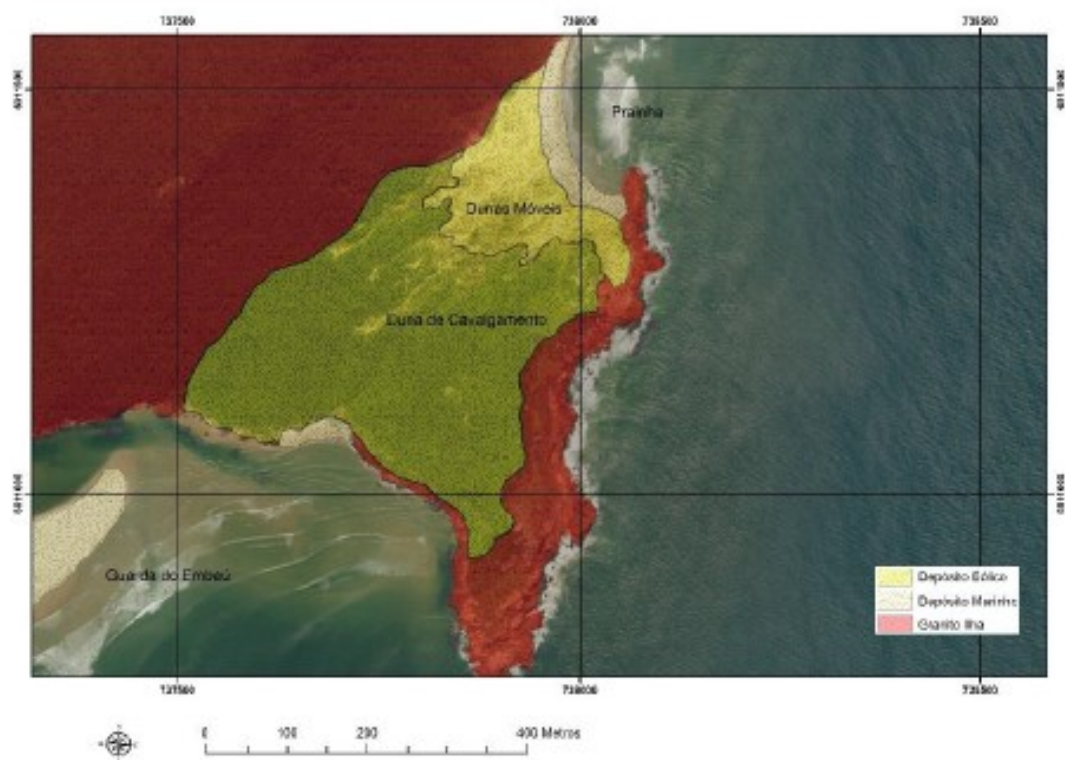 737500 738000 738500
Prainha
Dunas Móveis
Duna de Cavalgamento
Guarda do Embaú
Depósito Eólico
Depósito Marinho
Granito Ilha
737500 738000 738500
0 100 200 400 Metros